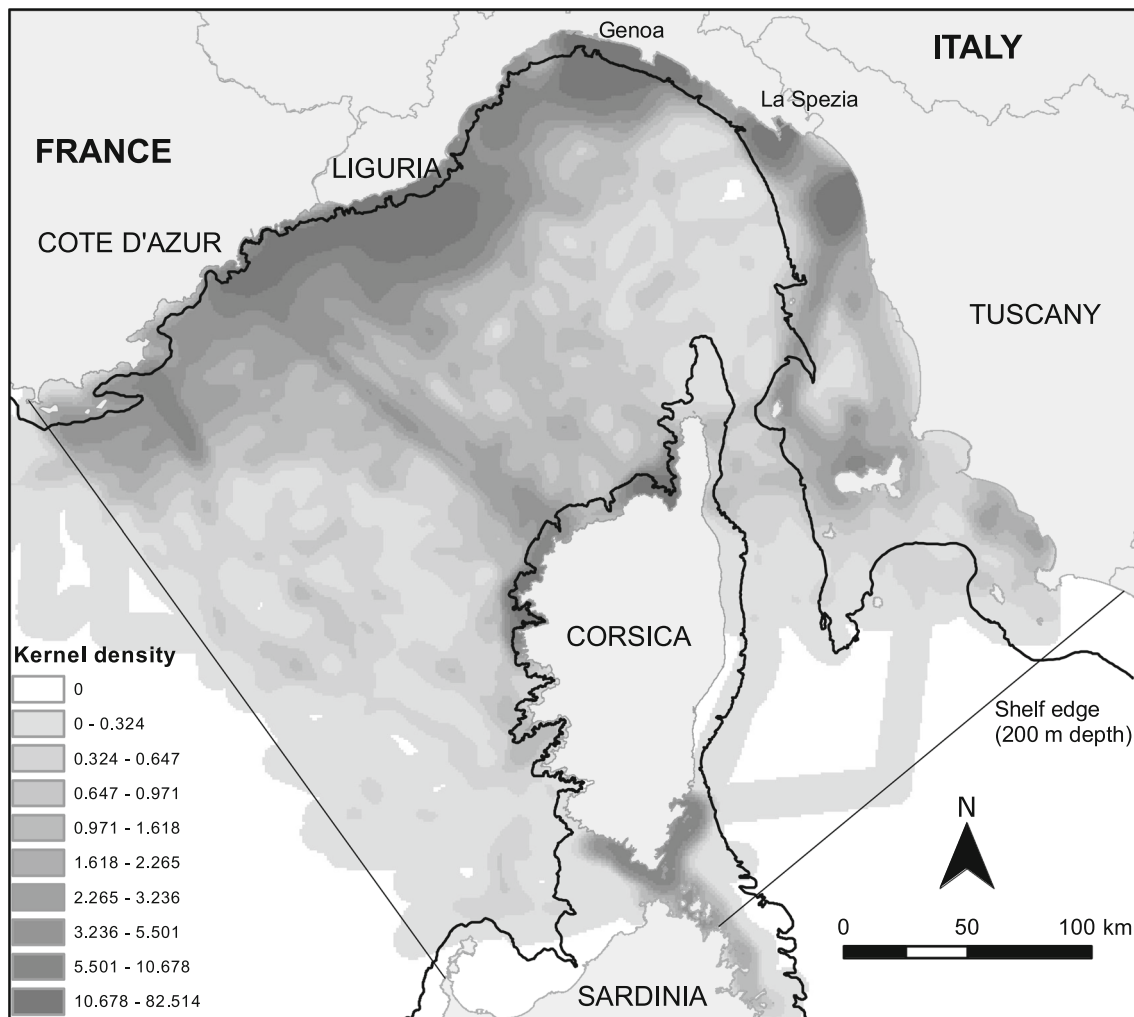 Genoa
ITALY
La Spezia
FRANCE
LIGURIA
COTE D'AZUR
TUSCANY
CORSICA
Kernel density
0
0 - 0.324
0.324 - 0.647
0.647 - 0.971
0.971 - 1.618
1.618 - 2.265
2.265 - 3.236
3.236 - 5.501
5.501 - 10.678
10.678 - 82.514
Shelf edge
(200 m depth)
N
0 50 100 km
SARDINIA